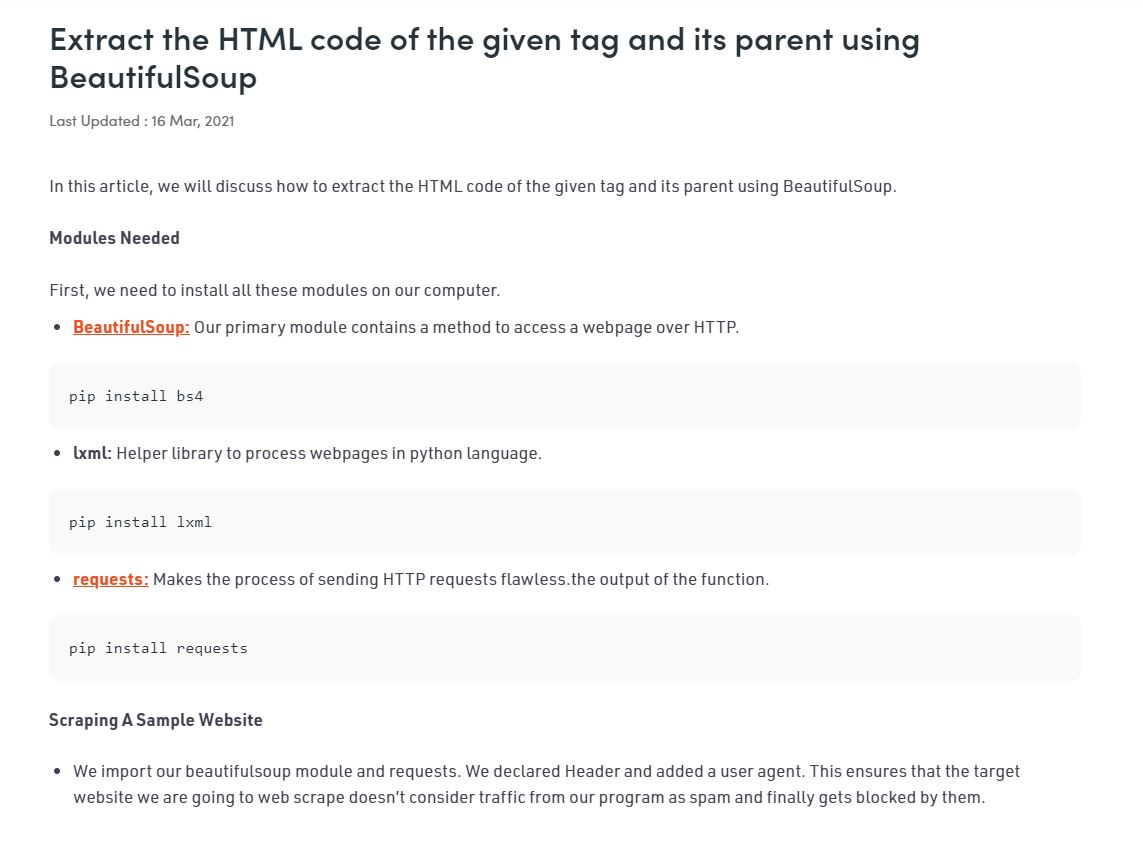 Extract the HTML code of the given tag and its parent using
BeautifulSoup
Last Updated : 16 Mar, 2021
In this article, we will discuss how to extract the HTML code of the given tag and its parent using BeautifulSoup.
Modules Needed
First, we need to install all these modules on our computer.
• BeautifulSoup: Our primary module contains a method to access a webpage over HTTP.
pip install bs4
• lxml: Helper library to process webpages in python language.
pip install lxml
• requests: Makes the process of sending HTTP requests flawless.the output of the function.
pip install requests
Scraping A Sample Website
• We import our beautifulsoup module and requests. We declared Header and added a user agent. This ensures that the target
website we are going to web scrape doesn’t consider traffic from our program as spam and finally gets blocked by them.